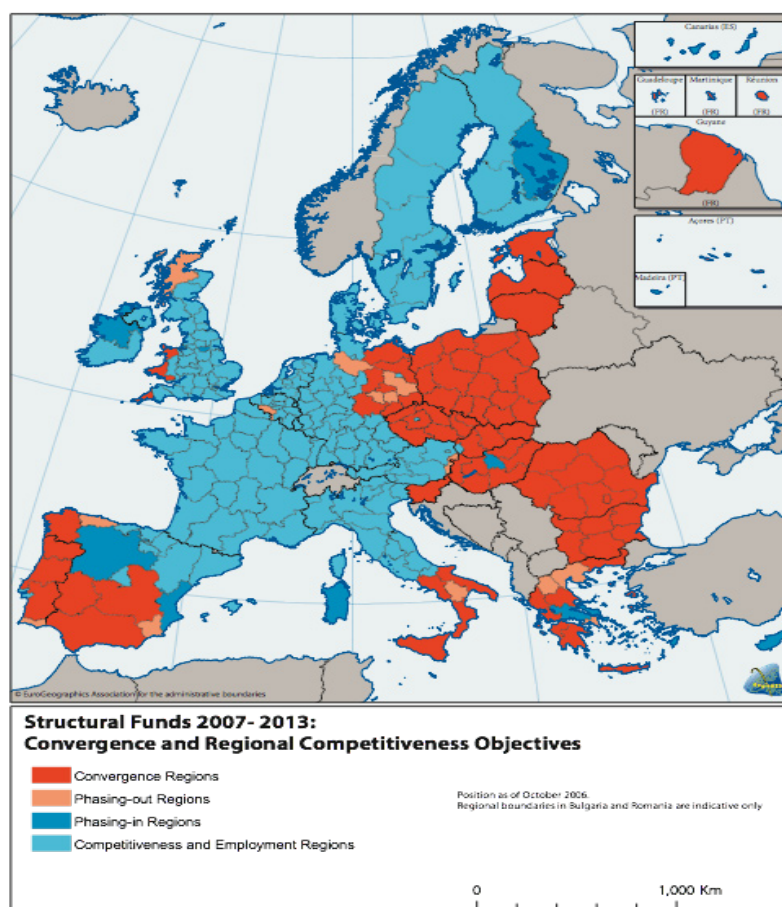 Canarias (ES)
Guadeloupe
Martinique
Réunion
(FR)
(FR)
(FR)
Guyane
(FR)
Açores (PT)
Madeira (PT)
© EuroGeographics Association for the administrative boundaries
Structural Funds 2007- 2013:
Convergence and Regional Competitiveness Objectives
Convergence Regions
Phasing-out Regions
Phasing-in Regions
Competitiveness and Employment Regions
Position as of October 2006.
Regional boundaries in Bulgaria and Romania are indicative only
0
1,000 Km